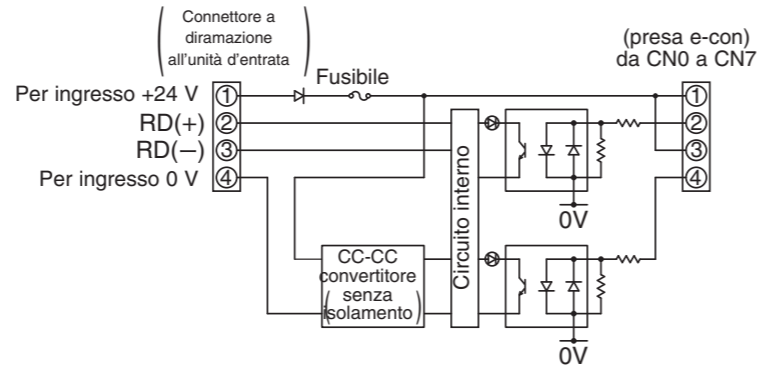 Connettore a
diramazione
all'unità d'entrata
(presa e-con)
da CN0 a CN7
Fusibile
Per ingresso +24 V ①
RD(+) ②
RD(−) ③
Per ingresso 0 V ④
①
②
③
④
Circuito interno
0V
CC-CC
convertitore
(senza
isolamento)
0V